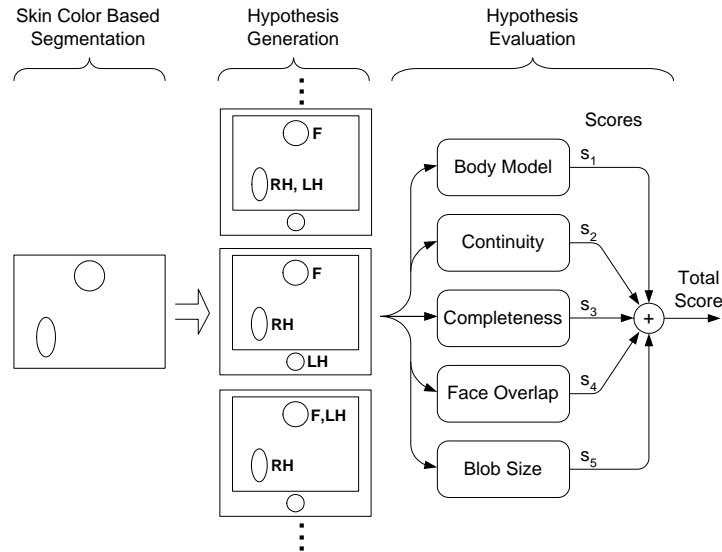 Skin Color Based
Segmentation
Hypothesis
Generation
Hypothesis
Evaluation
F
RH, LH
F
RH
LH
F,LH
RH
Scores
Body Model
s1
Continuity
s2
Completeness
s3
Face Overlap
s4
Blob Size
s5
+
Total
Score